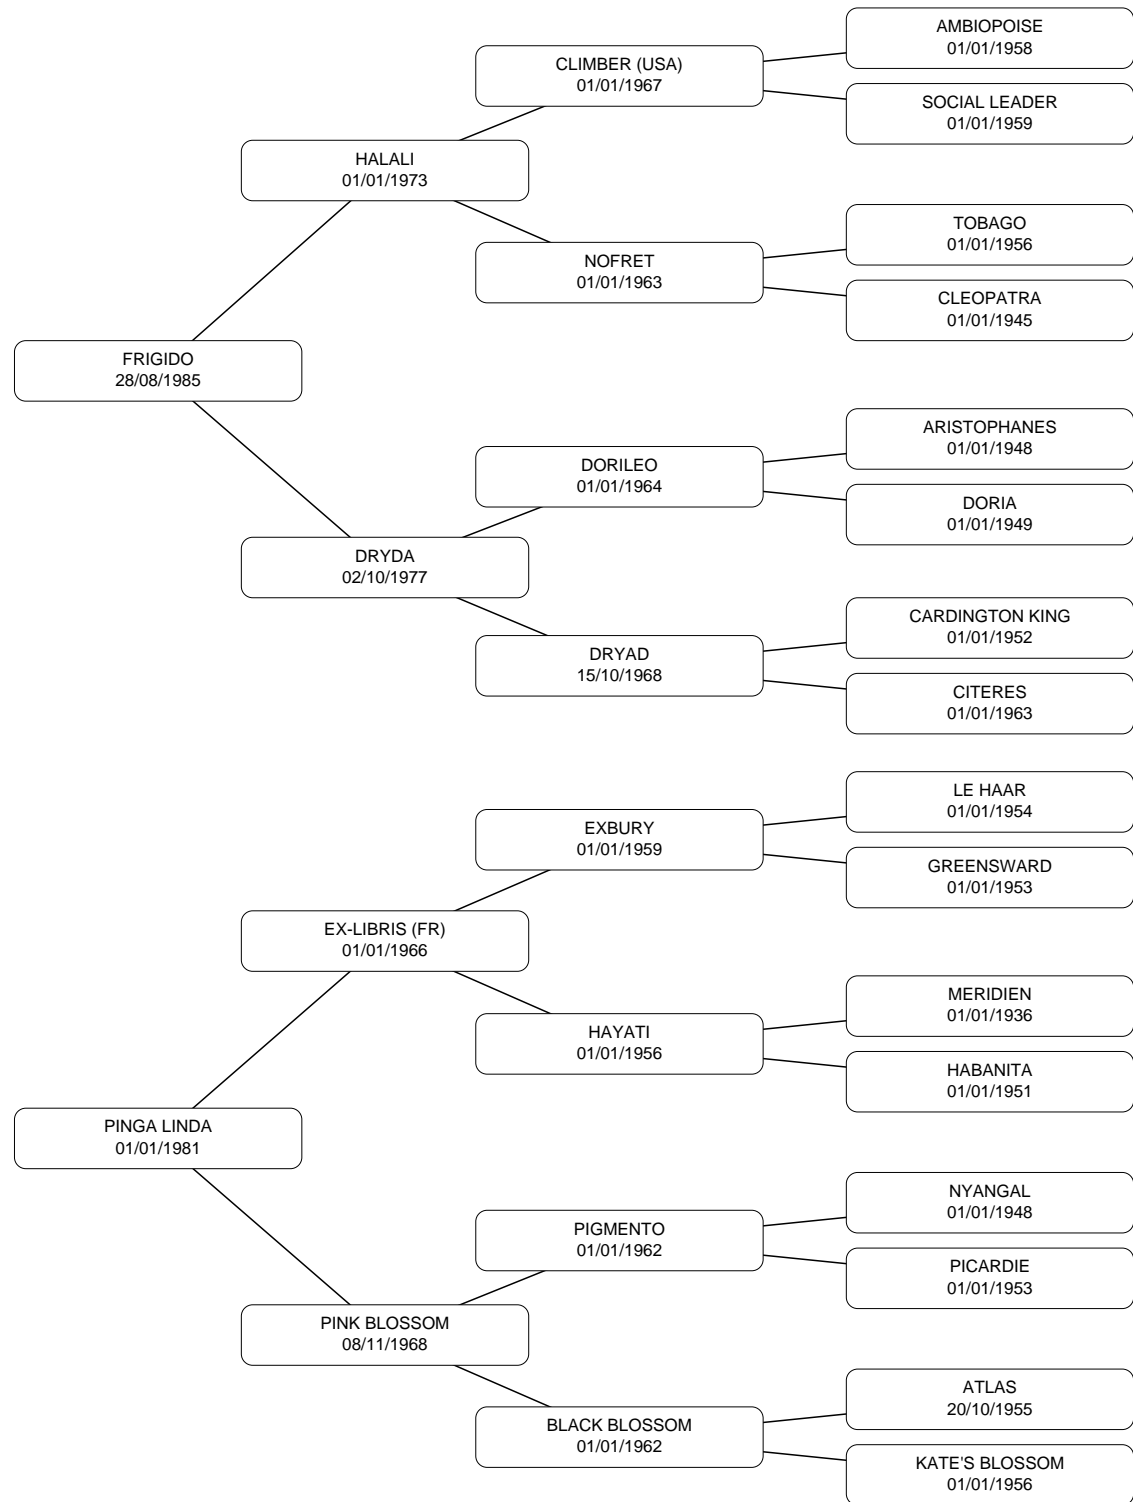 AMBIOPOISE
01/01/1958
CLIMBER (USA)
01/01/1967
SOCIAL LEADER
01/01/1959
HALALI
01/01/1973
TOBAGO
01/01/1956
NOFRET
01/01/1963
CLEOPATRA
01/01/1945
FRIGIDO
28/08/1985
ARISTOPHANES
01/01/1948
DORILEO
01/01/1964
DORIA
01/01/1949
DRYDA
02/10/1977
CARDINGTON KING
01/01/1952
DRYAD
15/10/1968
CITERES
01/01/1963
LE HAAR
01/01/1954
EXBURY
01/01/1959
GREENSWARD
01/01/1953
EX-LIBRIS (FR)
01/01/1966
MERIDIEN
01/01/1936
HAYATI
01/01/1956
HABANITA
01/01/1951
PINGA LINDA
01/01/1981
NYANGAL
01/01/1948
PIGMENTO
01/01/1962
PICARDIE
01/01/1953
PINK BLOSSOM
08/11/1968
ATLAS
20/10/1955
BLACK BLOSSOM
01/01/1962
KATE'S BLOSSOM
01/01/1956